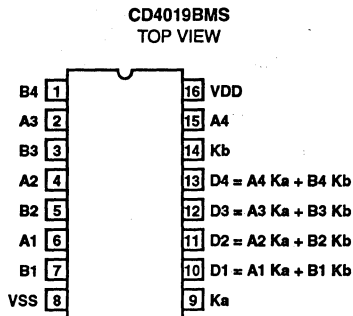 CD4019BMS
TOP VIEW
B4 1 16 VDD
A3 2 15 A4
B3 3 14 Kb
A2 4 13 D4 = A4 Ka + B4 Kb
B2 5 12 D3 = A3 Ka + B3 Kb
A1 6 11 D2 = A2 Ka + B2 Kb
B1 7 10 D1 = A1 Ka + B1 Kb
VSS 8 9 Ka